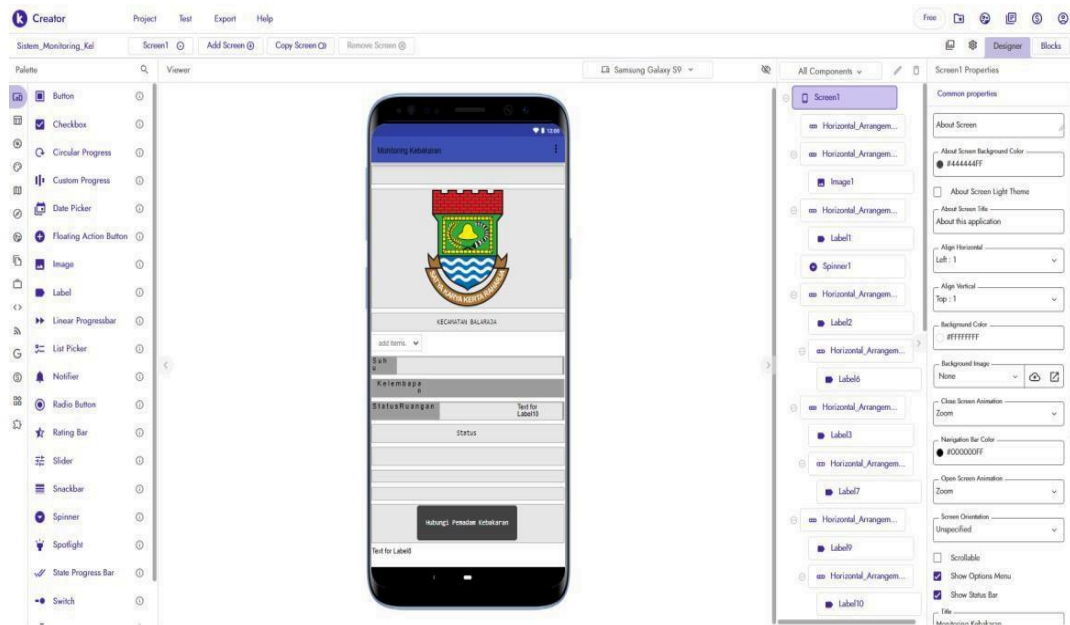 Creator
Project
Test
Export
Help
Free
Sistem_Monitoring_Kel
Screen1
Add Screen
Copy Screen
Remove Screen
Designer
Blocks
Palette
Viewer
Samsung Galaxy S9
All Components
Screen1 Properties
Button
Checkbox
Circular Progress
Custom Progress
Date Picker
Floating Action Button
Image
Label
Linear Progressbar
List Picker
Notifier
Radio Button
Rating Bar
Slider
Snackbar
Spinner
Spotlight
State Progress Bar
Switch
12:00
Monitoring Kebakaran
SATYA KARYA KERTA RAHARJA
KECAMATAN BALARAJA
add items.
Suh
u
Kelembapa
n
StatusRuangan
Text for
Label10
Status
Hubungi Pemadam Kebakaran
Text for Label8
Screen1
Horizontal_Arrangem...
Horizontal_Arrangem...
Image1
Horizontal_Arrangem...
Label1
Spinner1
Horizontal_Arrangem...
Label2
Horizontal_Arrangem...
Label6
Horizontal_Arrangem...
Label3
Horizontal_Arrangem...
Label7
Horizontal_Arrangem...
Label9
Horizontal_Arrangem...
Label10
Common properties
About Screen
About Screen Background Color
#444444FF
About Screen Light Theme
About Screen Title
About this application
Align Horizontal
Left : 1
Align Vertical
Top : 1
Background Color
#FFFFFFFF
Background Image
None
Close Screen Animation
Zoom
Navigation Bar Color
#000000FF
Open Screen Animation
Zoom
Screen Orientation
Unspecified
Scrollable
Show Options Menu
Show Status Bar
Title
Monitoring Kebakaran